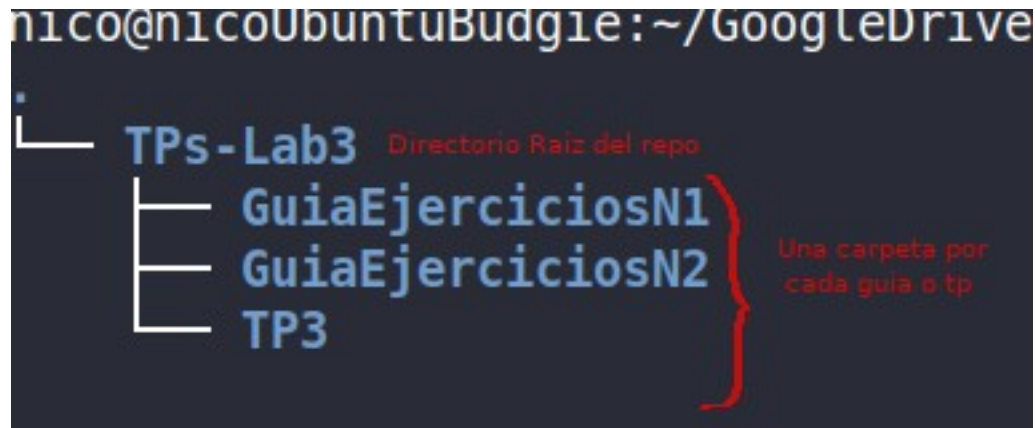 nico@nicoUbuntuBudgie:~/GoogleDrive
.
TPs-Lab3 Directorio Raiz del repo
GuiaEjerciciosN1
GuiaEjerciciosN2
Una carpeta por
cada guia o tp
TP3